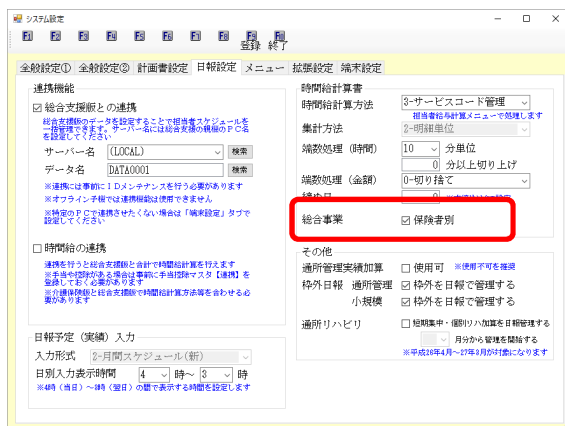 システム設定
F1 F2 F3 F4 F5 F6 F7 F8 F9 F10
登録 終了
全般設定① 全般設定② 計画書設定 日報設定 メニュー 拡張設定 端末設定
連携機能
総合支援版との連携
総合支援版のデータを設定することで担当者スケジュールを
一括管理できます。サーバー名には総合支援の親機のPC名
を設定してください
サーバー名 (LOCAL) 検索
データ名 DATA0001 検索
※連携には事前にIDメンテナンスを行う必要があります
※オフライン子機では連携機能は使用できません
※特定のPCで連携させたくない場合は「端末設定」タブで
設定してください
時間給の連携
連携を行うと総合支援版と合計で時間給計算を行えます
※手当や控除がある場合は事前に手当控除マスタ【連携】を
登録しておく必要があります
※介護保険版と総合支援版で時間給計算方法等を合わせる必
要があります
日報予定(実績)入力
入力形式 2-月間スケジュール(新)
日別入力表示時間 4 時~ 3 時
※4時(当日)~3時(翌日)の間で表示する時間を設定します
時間給計算書
時間給計算方法 3-サービスコード管理
担当者給与計算メニューで処理します
集計方法 2-明細単位
端数処理(時間) 10 分単位
0 分以上切り上げ
端数処理(金額) 0-切り捨て
総合事業 保険者別
その他
通所管理実績加算 使用可 ※使用不可を推奨
枠外日報 通所管理 枠外を日報で管理する
小規模 枠外を日報で管理する
通所リハビリ 短期集中・個別リハ加算を日報管理する
月分から管理を開始する
※平成26年4月~27年3月が対象になります